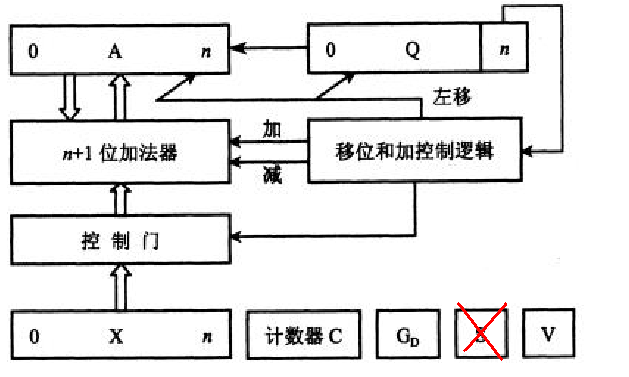 0 A n
0 Q n
左移
n+1 位加法器
加
减
移位和加控制逻辑
控 制 门
0 X n
计数器 C
G_D
V